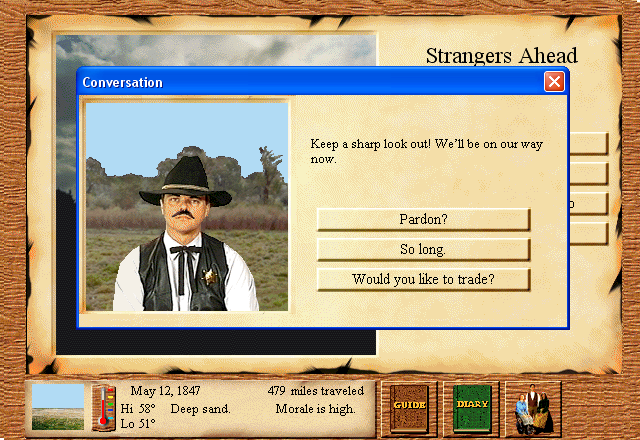 Strangers Ahead
Conversation
Keep a sharp look out! We'll be on our way
now.
Pardon?
So long.
Would you like to trade?
o
May 12, 1847
479 miles traveled
Hi 58° Deep sand. Morale is high.
Lo 51°
GUIDE
DIARY